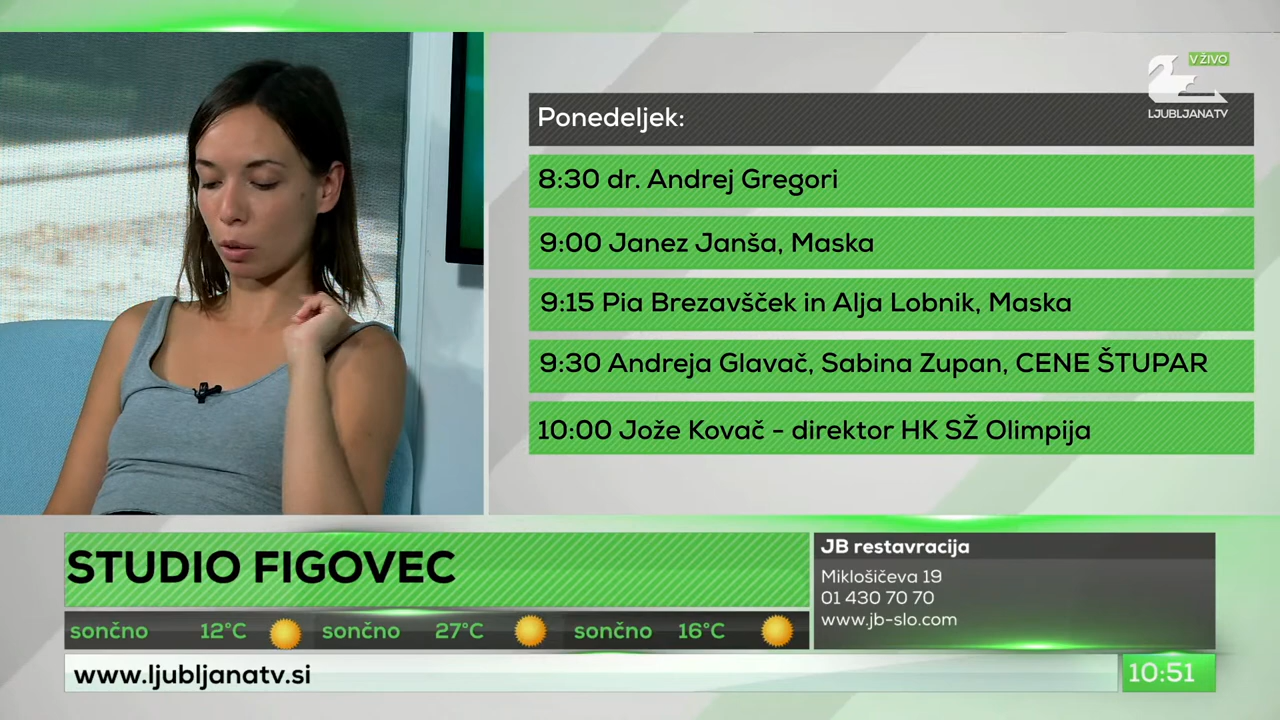 V ŽIVO
LJUBLJANATV
Ponedeljek:
8:30 dr. Andrej Gregori
9:00 Janez Janša, Maska
9:15 Pia Brezavšček in Alja Lobnik, Maska
9:30 Andreja Glavač, Sabina Zupan, CENE ŠTUPAR
10:00 Jože Kovač - direktor HK SŽ Olimpija
STUDIO FIGOVEC
sončno 12°C sončno 27°C sončno 16°C
JB restavracija
Miklošičeva 19
01 430 70 70
www.jb-slo.com
www.ljubljanatv.si
10:51